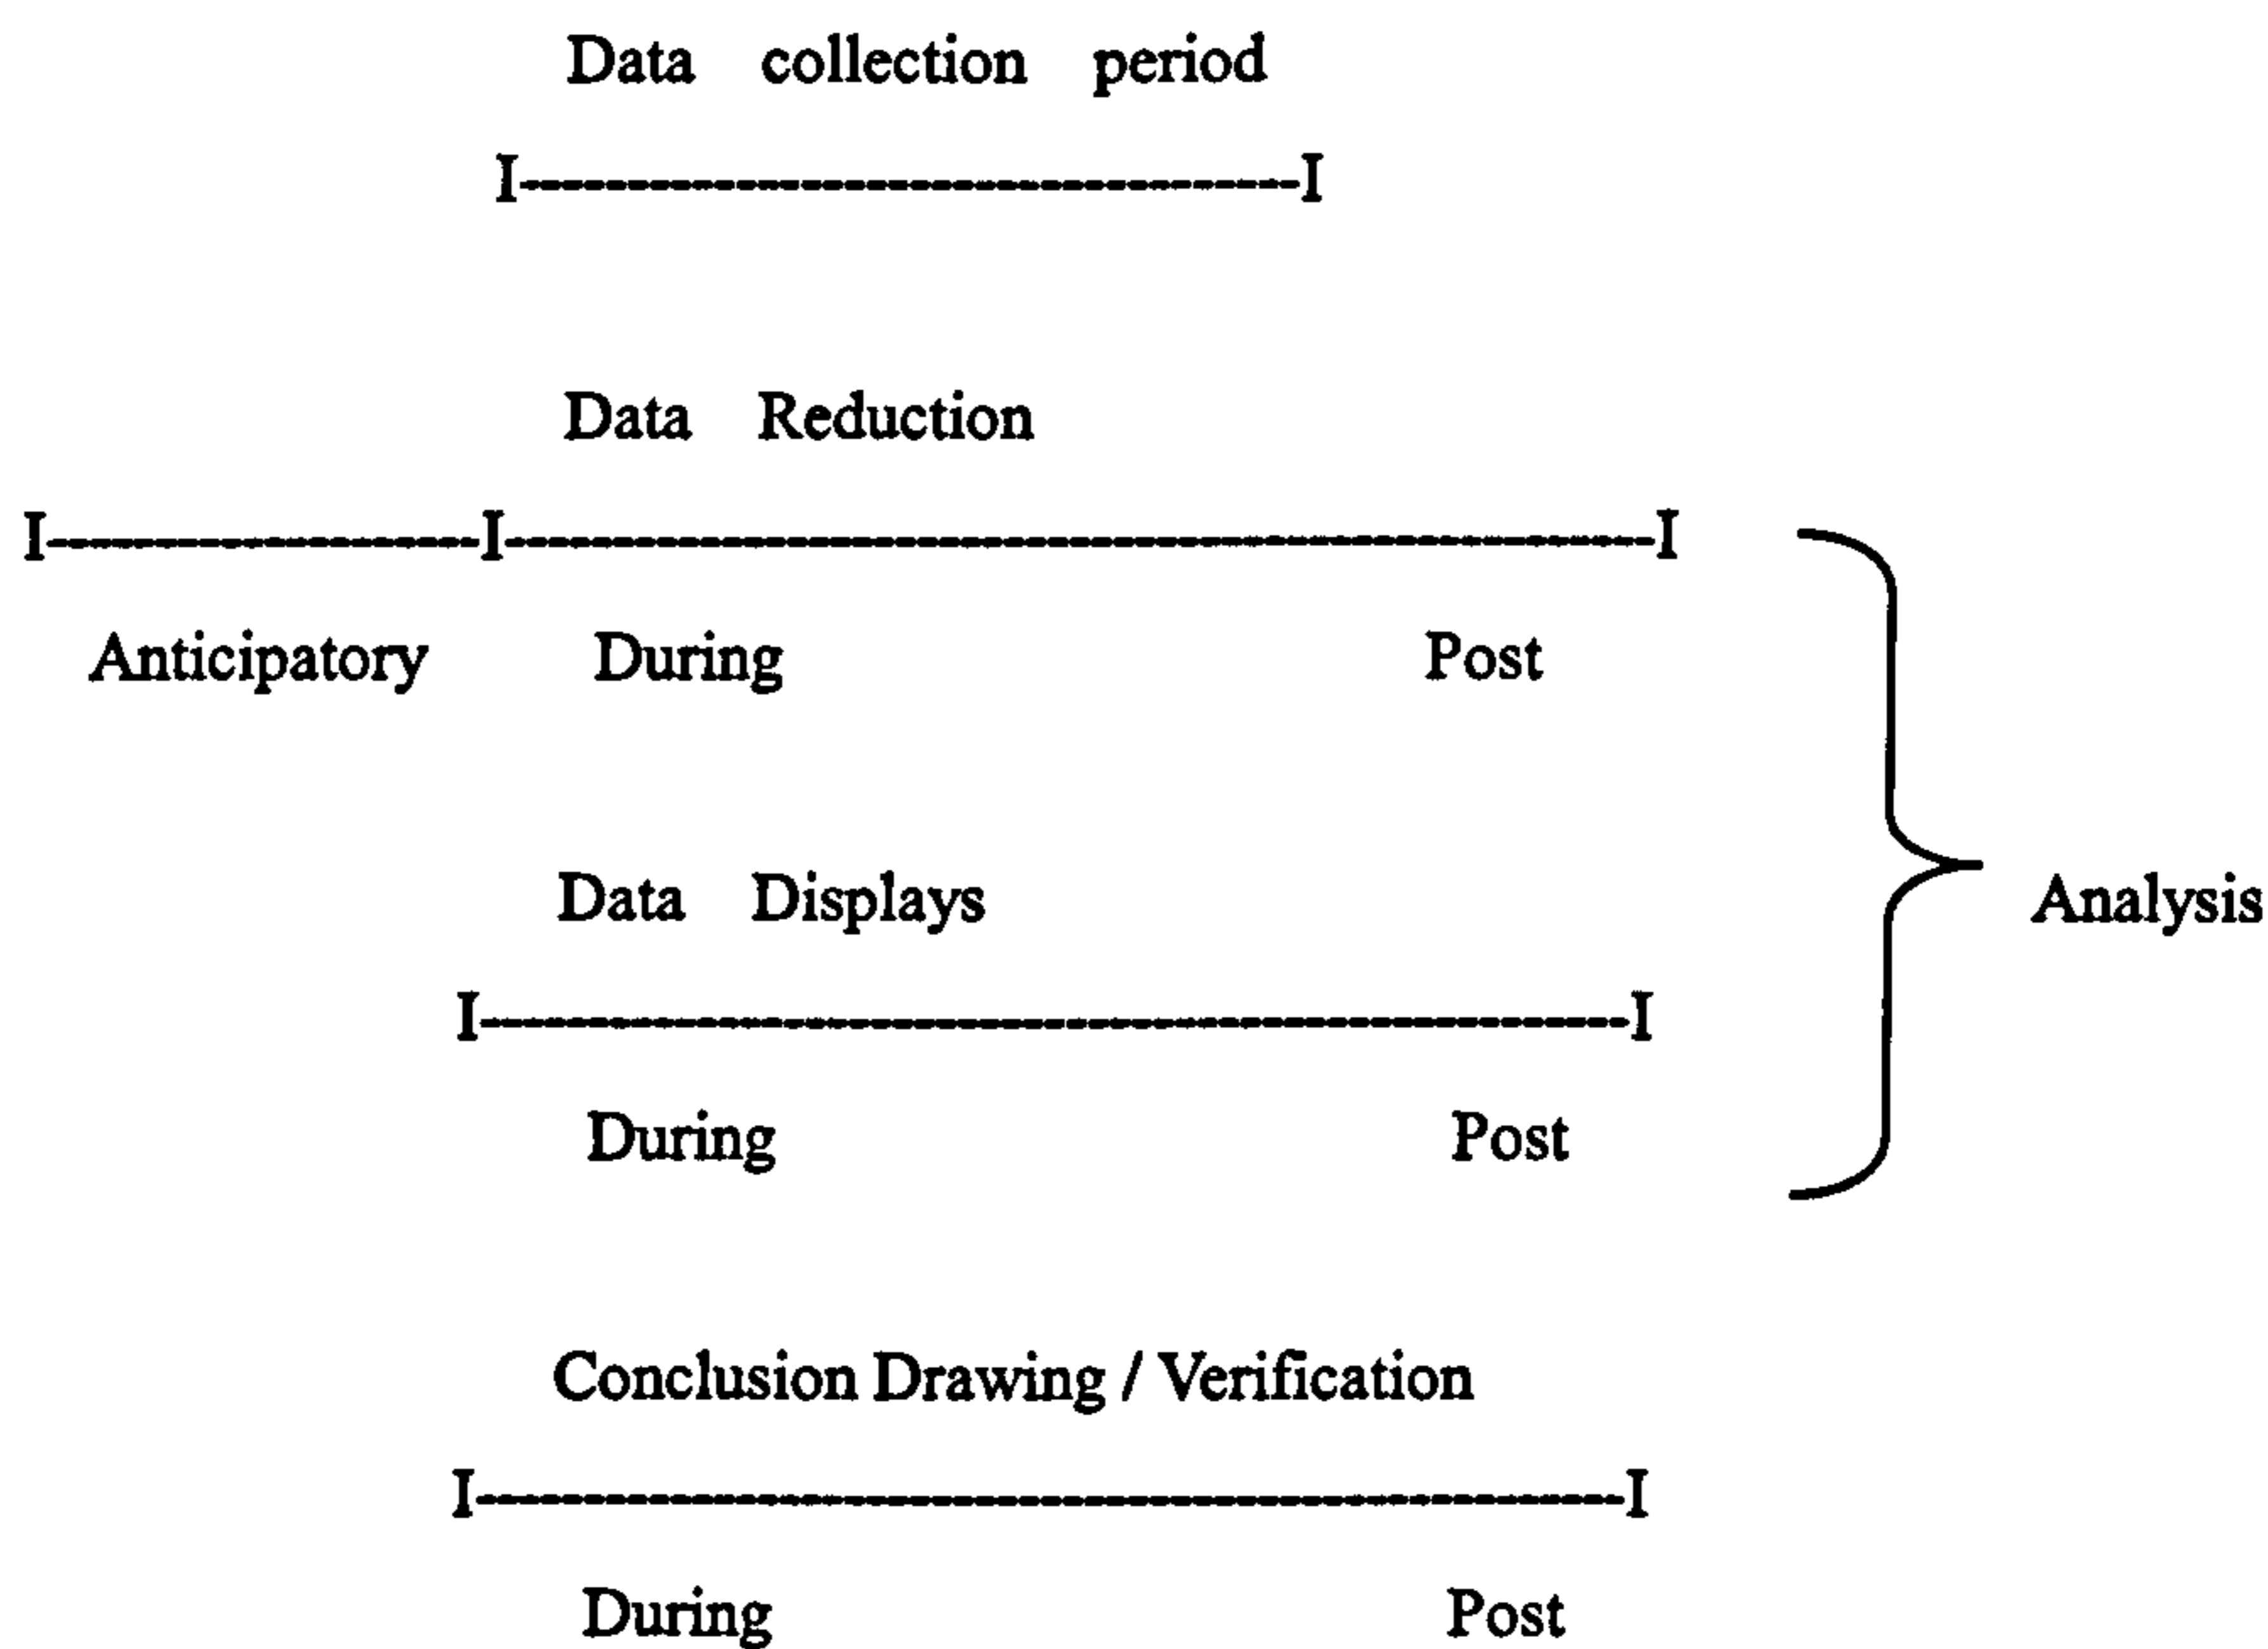 Data collection period
I-------------------------------------I
Data Reduction
I--------------------I-----------------------------------------------------I
Anticipatory During Post
Data Displays
Analysis
I-----------------------------------------------------I
During Post
Conclusion Drawing / Verification
I-----------------------------------------------------I
During Post